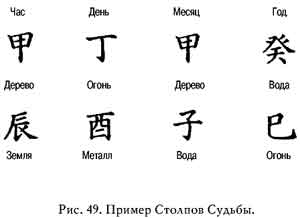 Час День Месяц Год
甲 丁 甲 癸
Дерево Огонь Дерево Вода
辰 酉 子 巳
Земля Металл Вода Огонь
Рис. 49. Пример Столпов Судьбы.